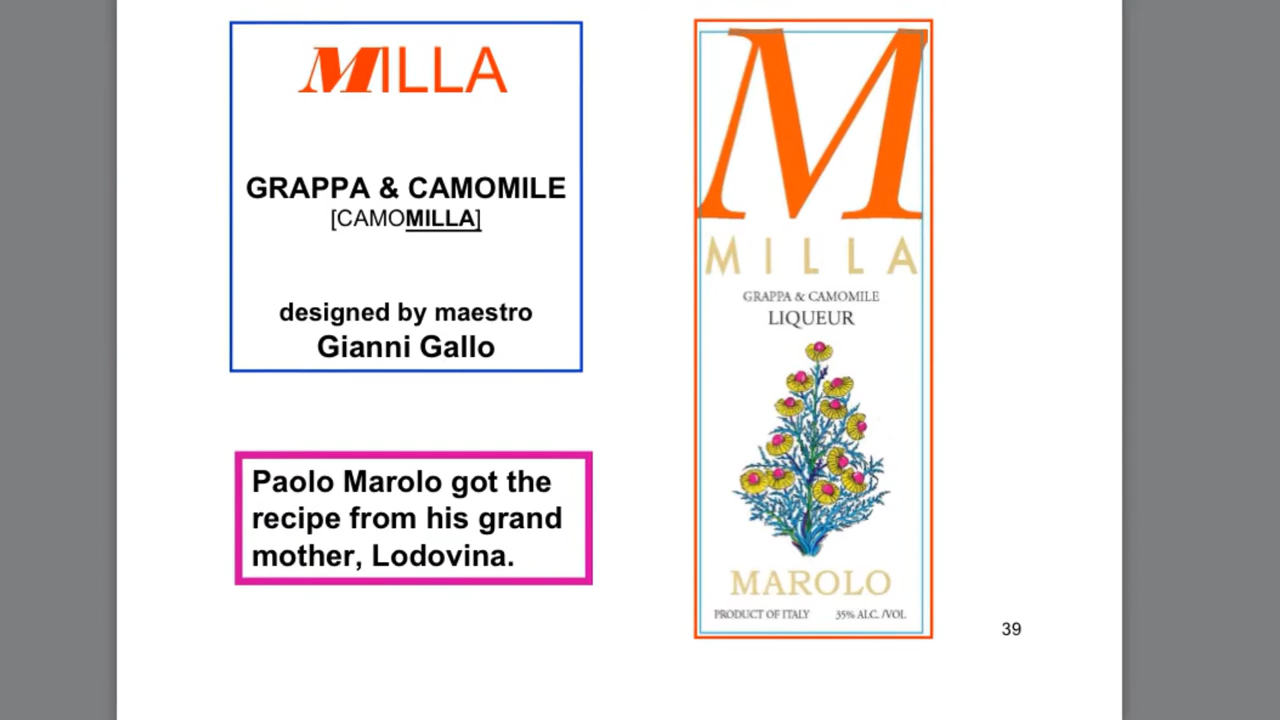 MILLA
GRAPPA & CAMOMILE
[CAMOMILLA]
designed by maestro
Gianni Gallo
Paolo Marolo got the
recipe from his grand
mother, Lodovina.
M
MILLA
GRAPPA & CAMOMILE
LIQUEUR
MAROLO
PRODUCT OF ITALY 35% ALC. /VOL
39